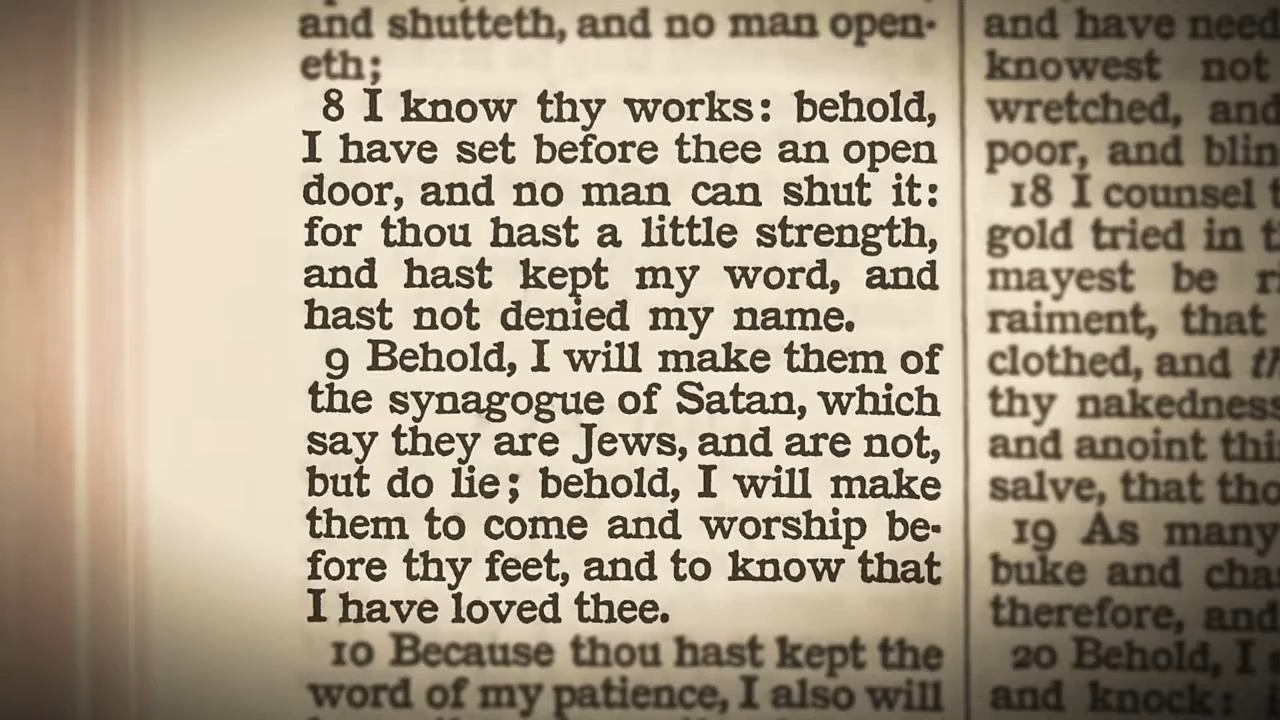 and shutteth, and no man open-
eth;
8 I know thy works: behold,
I have set before thee an open
door, and no man can shut it:
for thou hast a little strength,
and hast kept my word, and
hast not denied my name.
9 Behold, I will make them of
the synagogue of Satan, which
say they are Jews, and are not,
but do lie; behold, I will make
them to come and worship be-
fore thy feet, and to know that
I have loved thee.
10 Because thou hast kept the
word of my patience, I also will
and have need
knowest not
wretched, and
poor, and blin
18 I counsel t
gold tried in t
mayest be ri
raiment, that
clothed, and th
thy nakedness
and anoint thi
salve, that tho
19 As many
buke and cha
therefore, and
20 Behold, I s
and knock: i